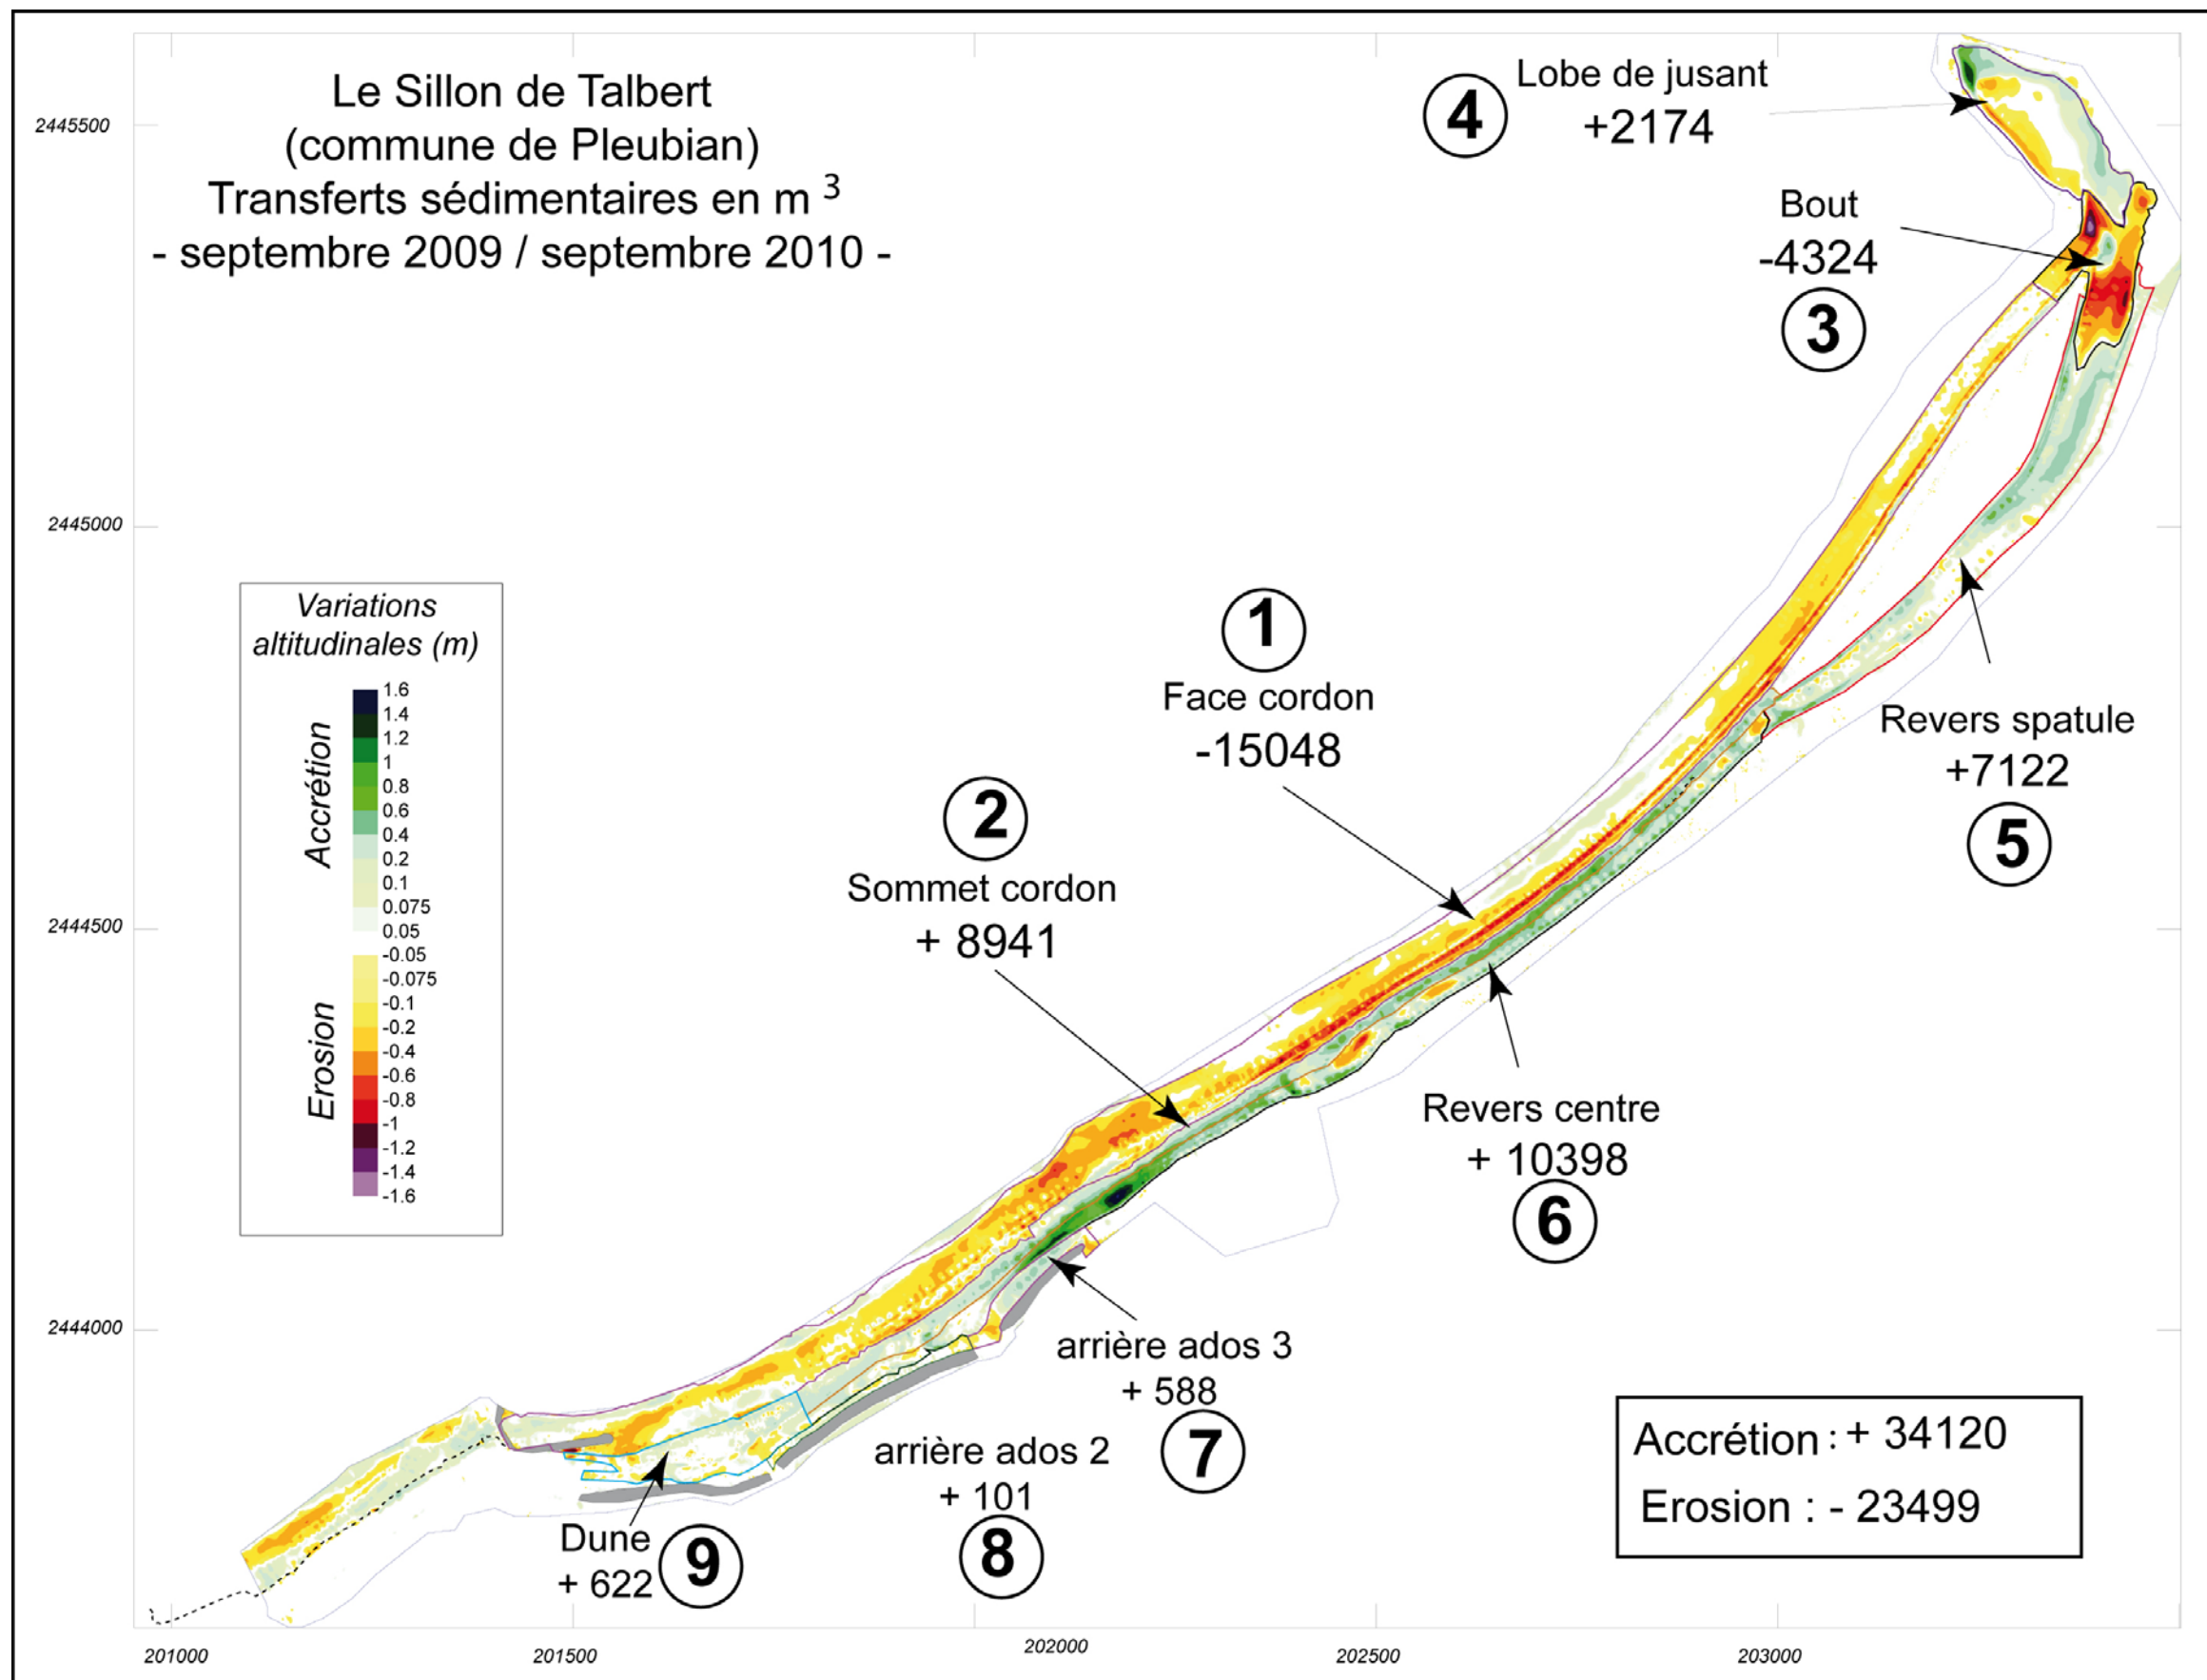 Le Sillon de Talbert
(commune de Pleubian)
Transferts sédimentaires en m 3
- septembre 2009 / septembre 2010 -
4
Lobe de jusant
+2174
Bout
-4324
3
1
Face cordon
-15048
2
Sommet cordon
+ 8941
Revers spatule
+7122
5
Revers centre
+ 10398
6
arrière ados 3
+ 588
7
arrière ados 2
+ 101
8
Dune
+ 622
9
Variations
altitudinales (m)
Accrétion
1.6
1.4
1.2
1
0.8
0.6
0.4
0.2
0.1
0.075
0.05
Erosion
-0.05
-0.075
-0.1
-0.2
-0.4
-0.6
-0.8
-1
-1.2
-1.4
-1.6
Accrétion : + 34120
Erosion : - 23499
2445500
2445000
2444500
2444000
201000
201500
202000
202500
203000